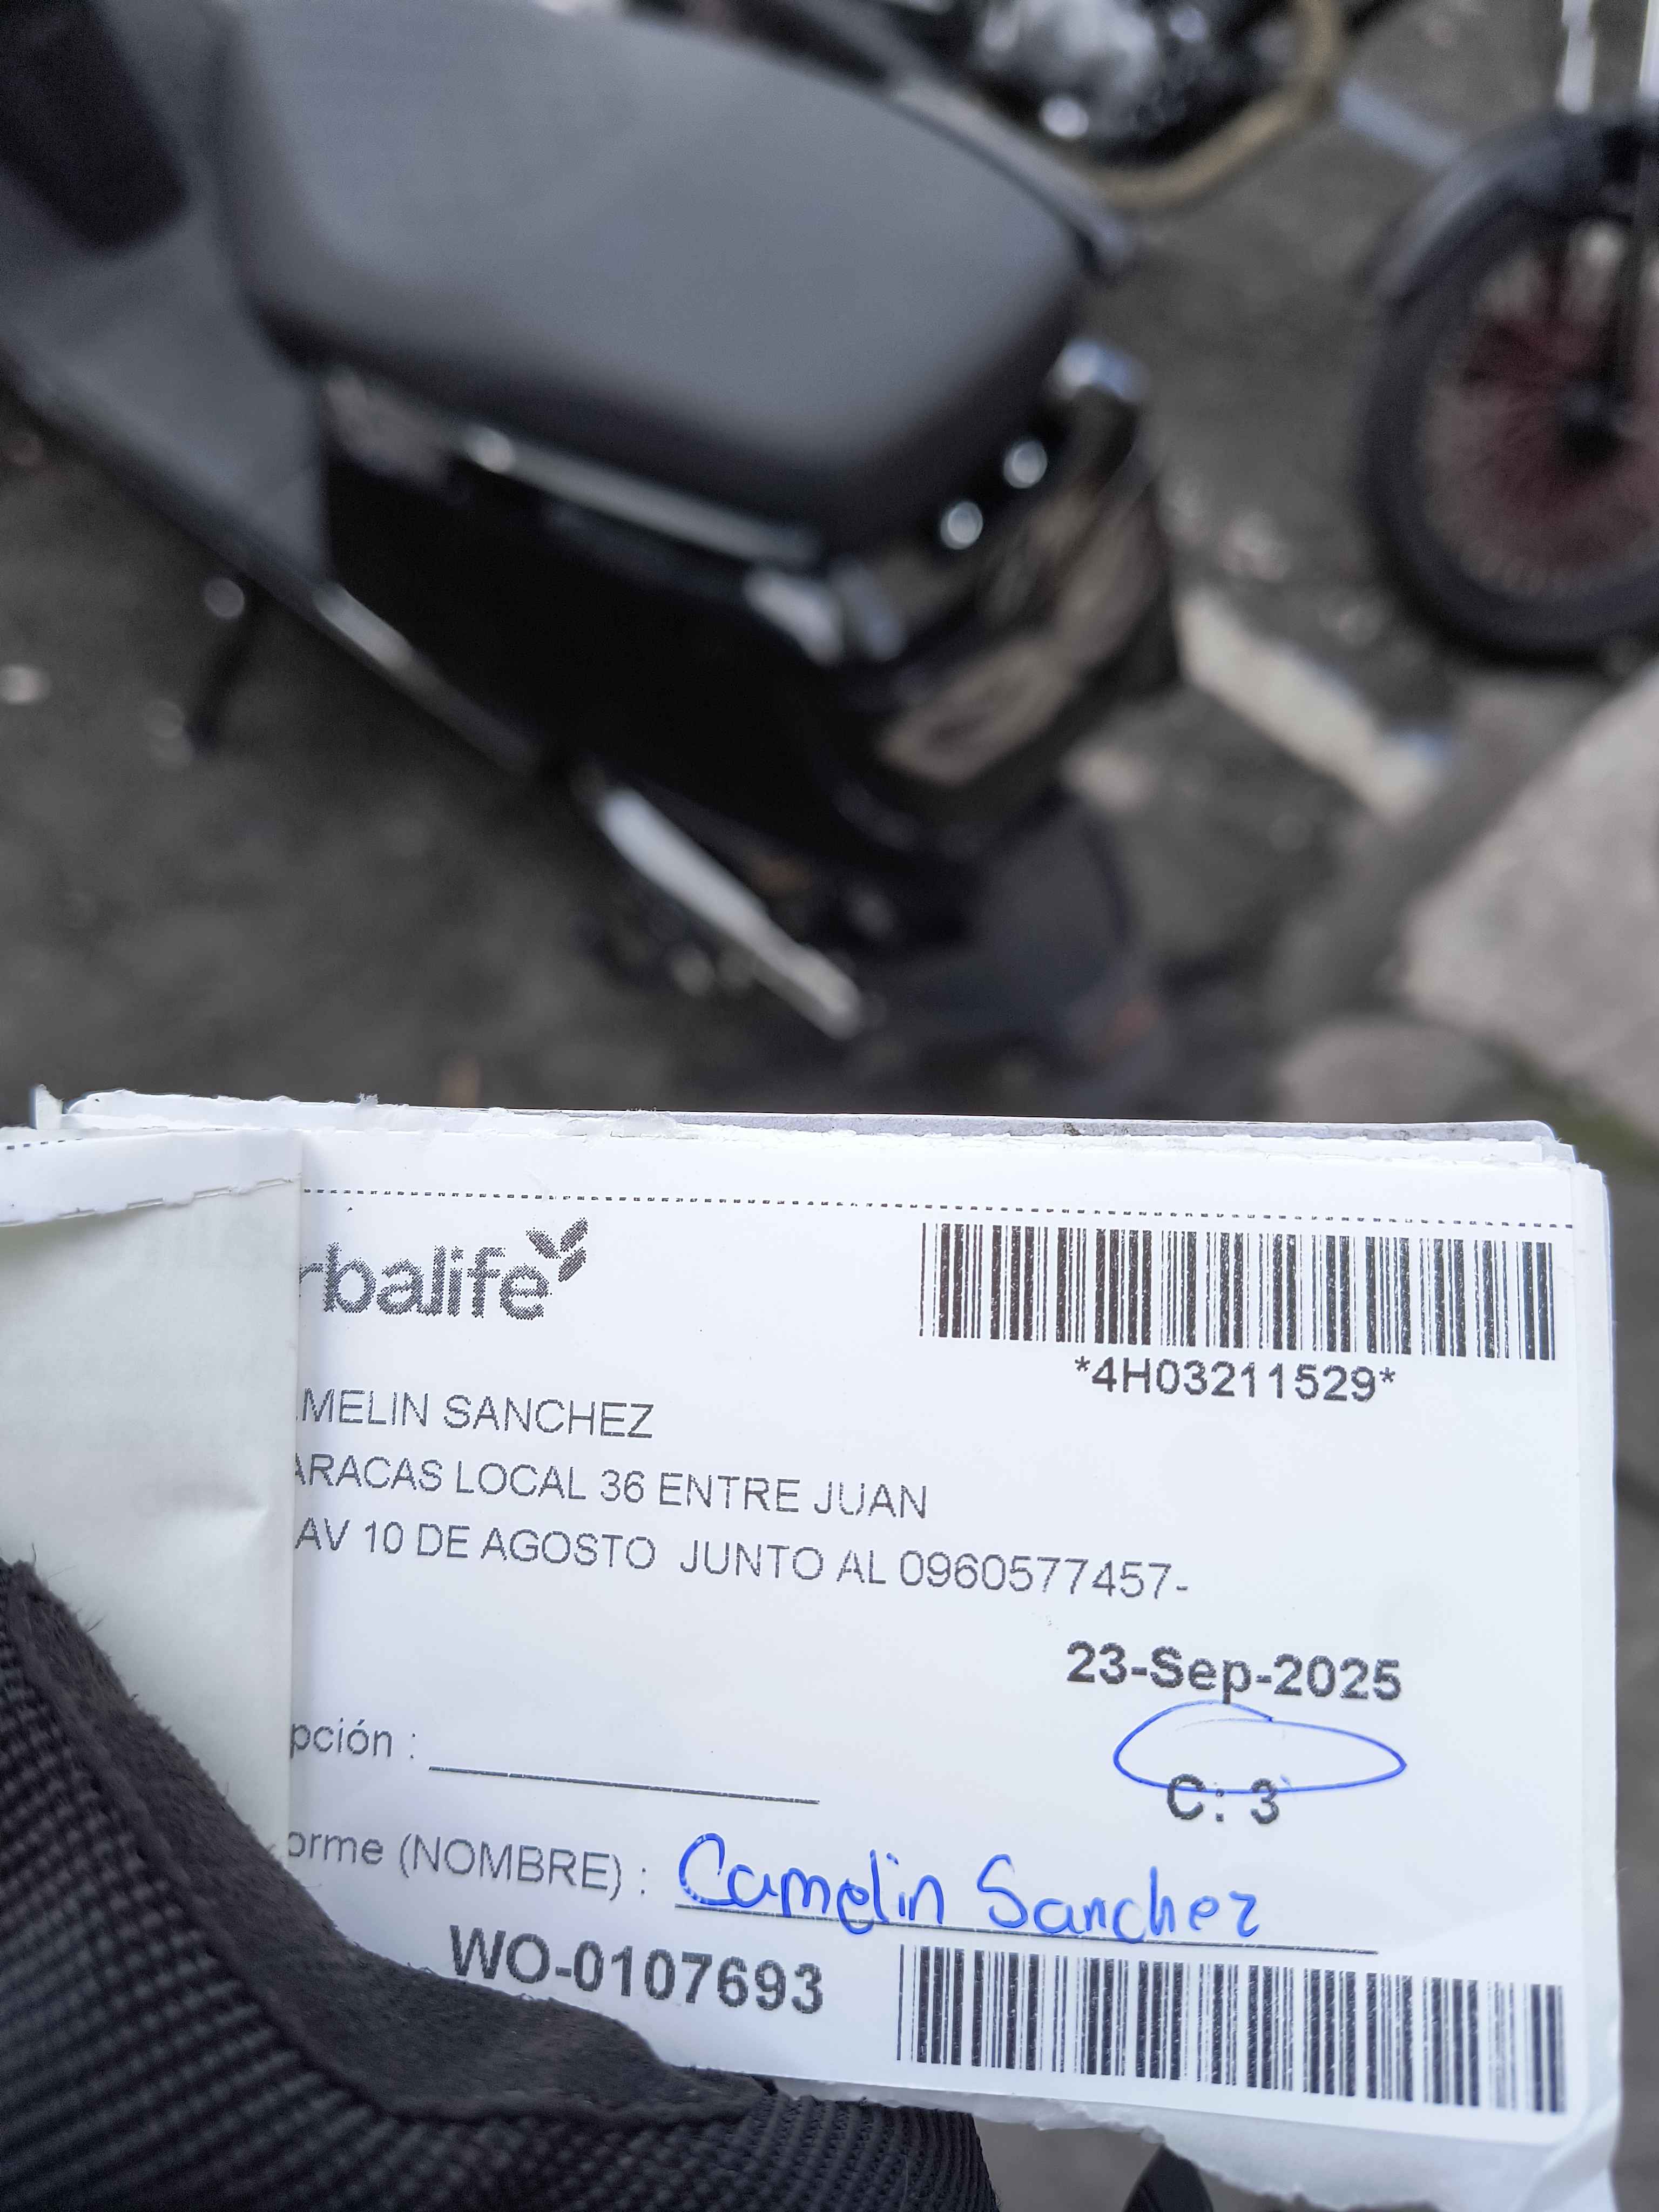 rbalife
*4H03211529*
MELIN SANCHEZ
ARACAS LOCAL 36 ENTRE JUAN
AV 10 DE AGOSTO JUNTO AL 0960577457-
23-Sep-2025
pción :
C: 3
orme (NOMBRE) : Camelin Sanchez
WO-0107693